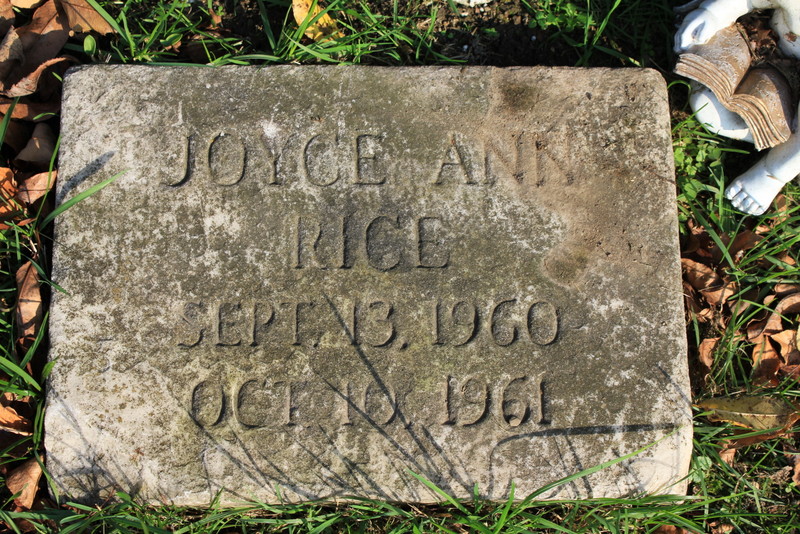 JOYCE ANN
RICE
SEPT. 13, 1960
OCT. 10, 1961